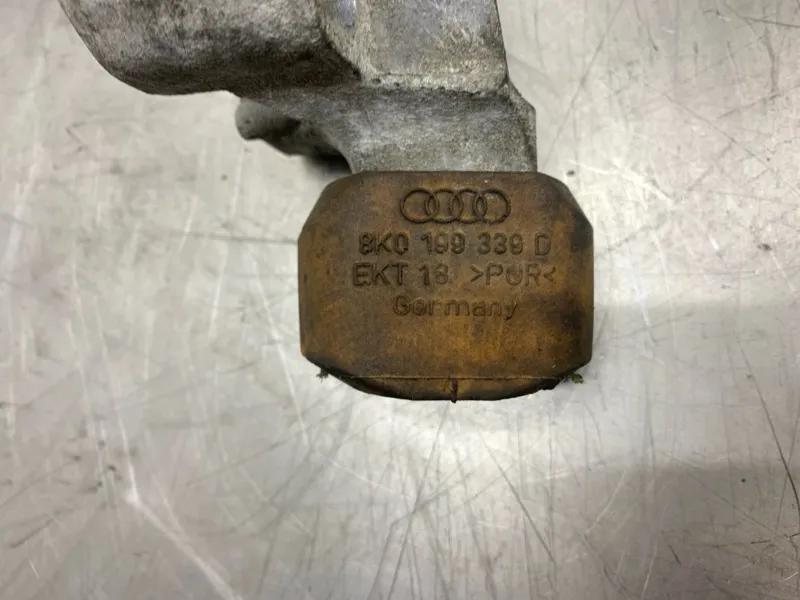 8K0 199 339 D
EKT 18 >PUR<
Germany